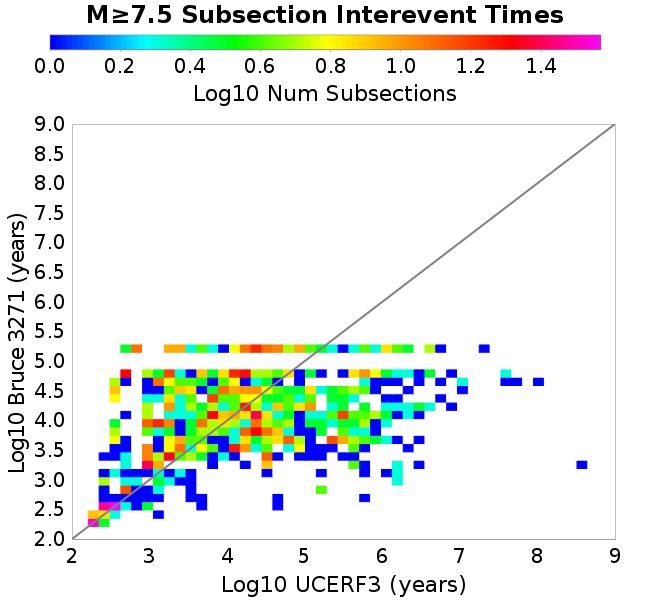 M≥7.5 Subsection Interevent Times
0.0 0.2 0.4 0.6 0.8 1.0 1.2 1.4
Log10 Num Subsections
9.0
8.5
8.0
7.5
7.0
6.5
6.0
5.5
5.0
4.5
4.0
3.5
3.0
2.5
2.0
Log10 Bruce 3271 (years)
2 3 4 5 6 7 8 9
Log10 UCERF3 (years)